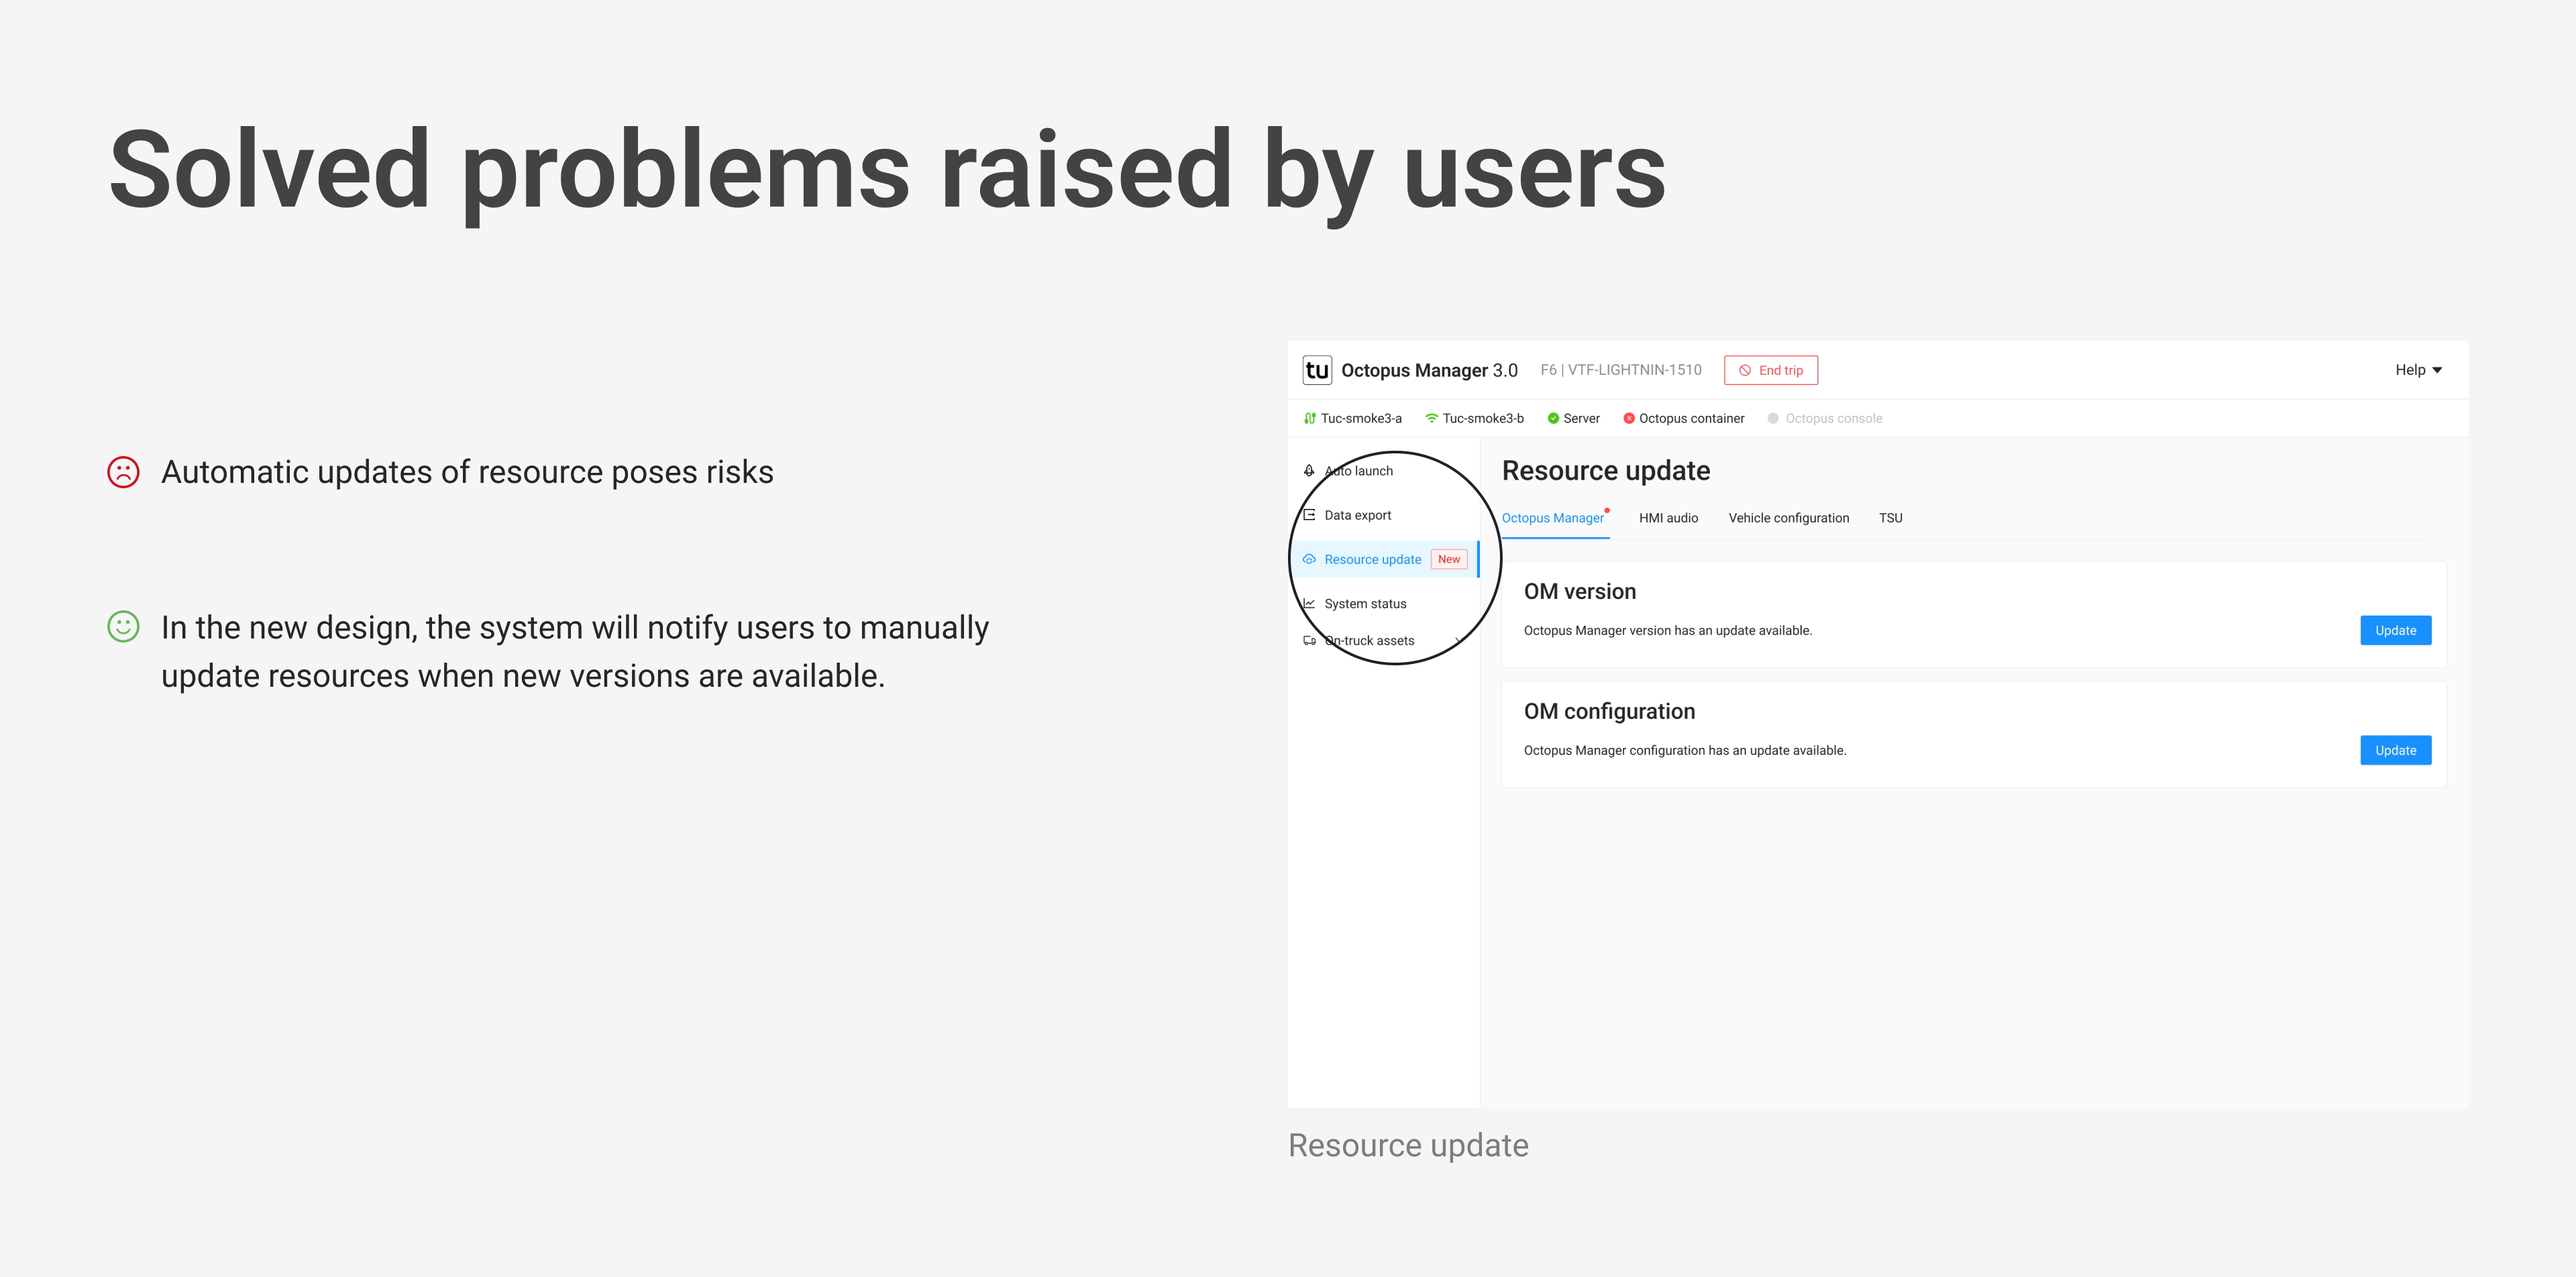 Solved problems raised by users
Automatic updates of resource poses risks
In the new design, the system will notify users to manually
update resources when new versions are available.
tu Octopus Manager 3.0 F6 | VTF-LIGHTNIN-1510 End trip Help
Tuc-smoke3-a Tuc-smoke3-b Server Octopus container Octopus console
Auto launch
Data export
Resource update New
System status
On-truck assets
Resource update
Octopus Manager HMI audio Vehicle configuration TSU
OM version
Octopus Manager version has an update available.
Update
OM configuration
Octopus Manager configuration has an update available.
Update
Resource update